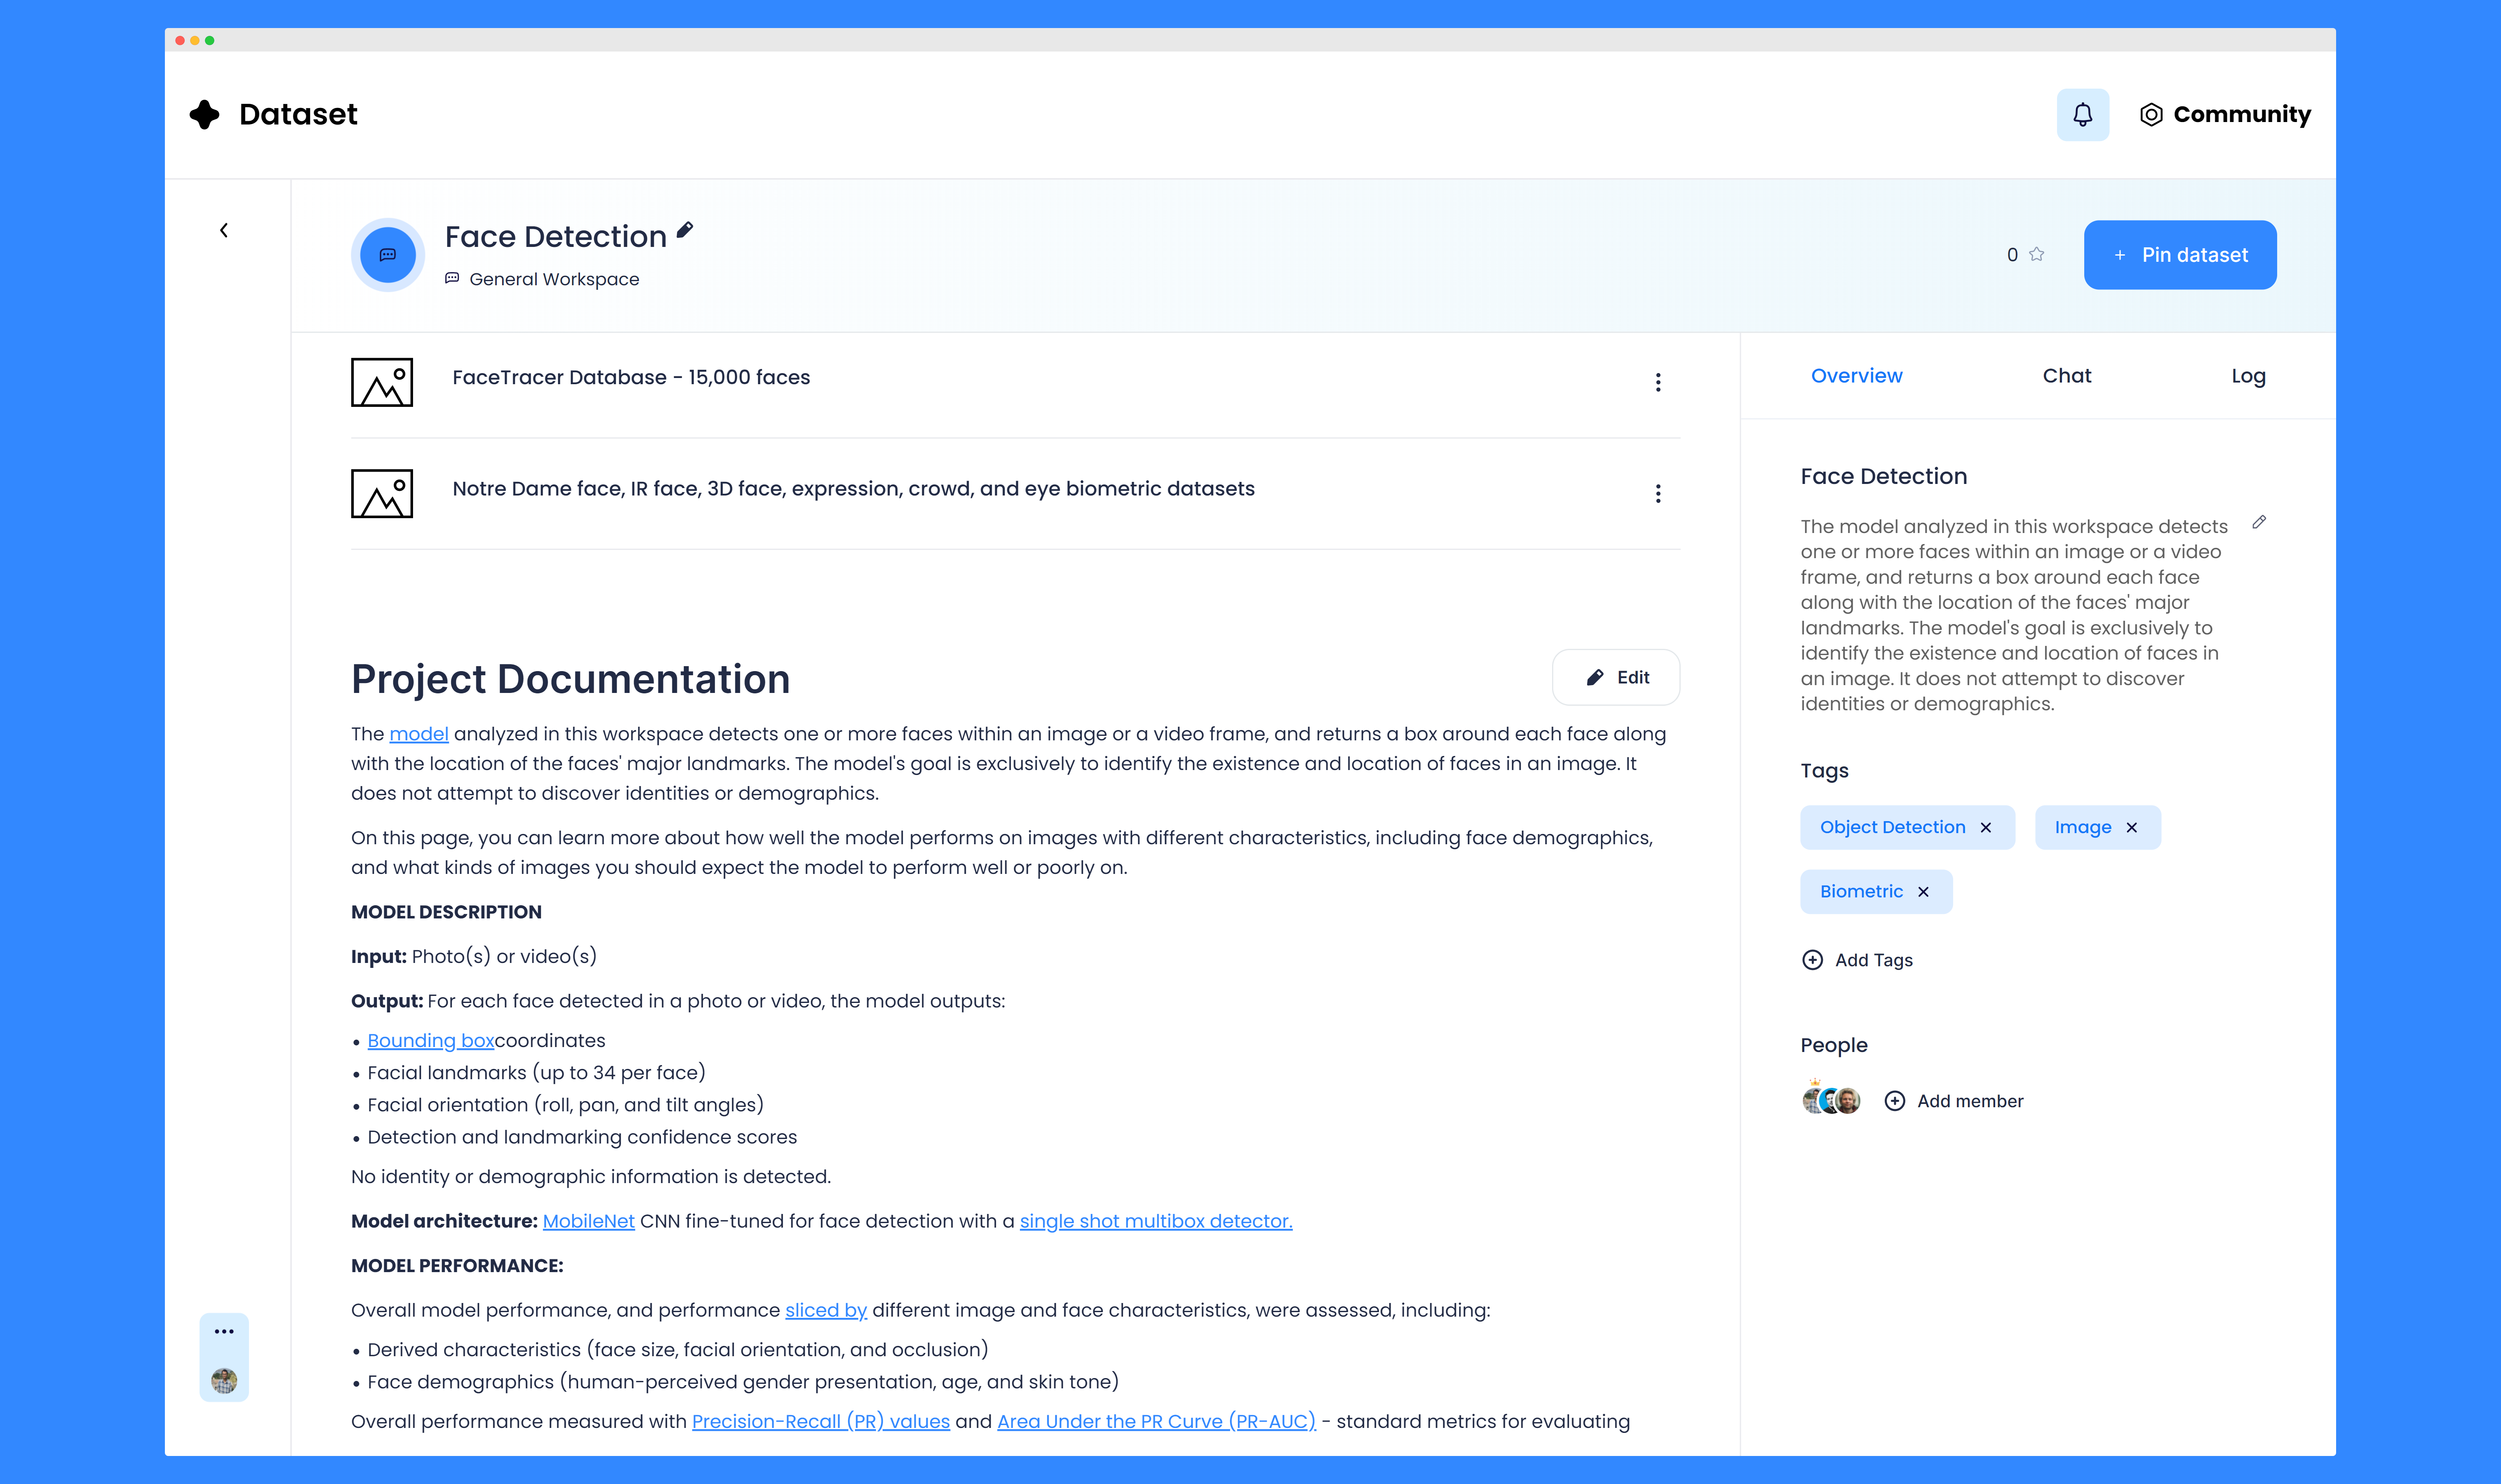 Dataset
Community
Face Detection
General Workspace
0
+ Pin dataset
FaceTracer Database - 15,000 faces
Notre Dame face, IR face, 3D face, expression, crowd, and eye biometric datasets
Project Documentation
Edit
The model analyzed in this workspace detects one or more faces within an image or a video frame, and returns a box around each face along
with the location of the faces' major landmarks. The model's goal is exclusively to identify the existence and location of faces in an image. It
does not attempt to discover identities or demographics.
On this page, you can learn more about how well the model performs on images with different characteristics, including face demographics,
and what kinds of images you should expect the model to perform well or poorly on.
MODEL DESCRIPTION
Input: Photo(s) or video(s)
Output: For each face detected in a photo or video, the model outputs:
• Bounding boxcoordinates
• Facial landmarks (up to 34 per face)
• Facial orientation (roll, pan, and tilt angles)
• Detection and landmarking confidence scores
No identity or demographic information is detected.
Model architecture: MobileNet CNN fine-tuned for face detection with a single shot multibox detector.
MODEL PERFORMANCE:
Overall model performance, and performance sliced by different image and face characteristics, were assessed, including:
• Derived characteristics (face size, facial orientation, and occlusion)
• Face demographics (human-perceived gender presentation, age, and skin tone)
Overall performance measured with Precision-Recall (PR) values and Area Under the PR Curve (PR-AUC) - standard metrics for evaluating
Overview
Chat
Log
Face Detection
The model analyzed in this workspace detects
one or more faces within an image or a video
frame, and returns a box around each face
along with the location of the faces' major
landmarks. The model's goal is exclusively to
identify the existence and location of faces in
an image. It does not attempt to discover
identities or demographics.
Tags
Object Detection
Image
Biometric
Add Tags
People
Add member